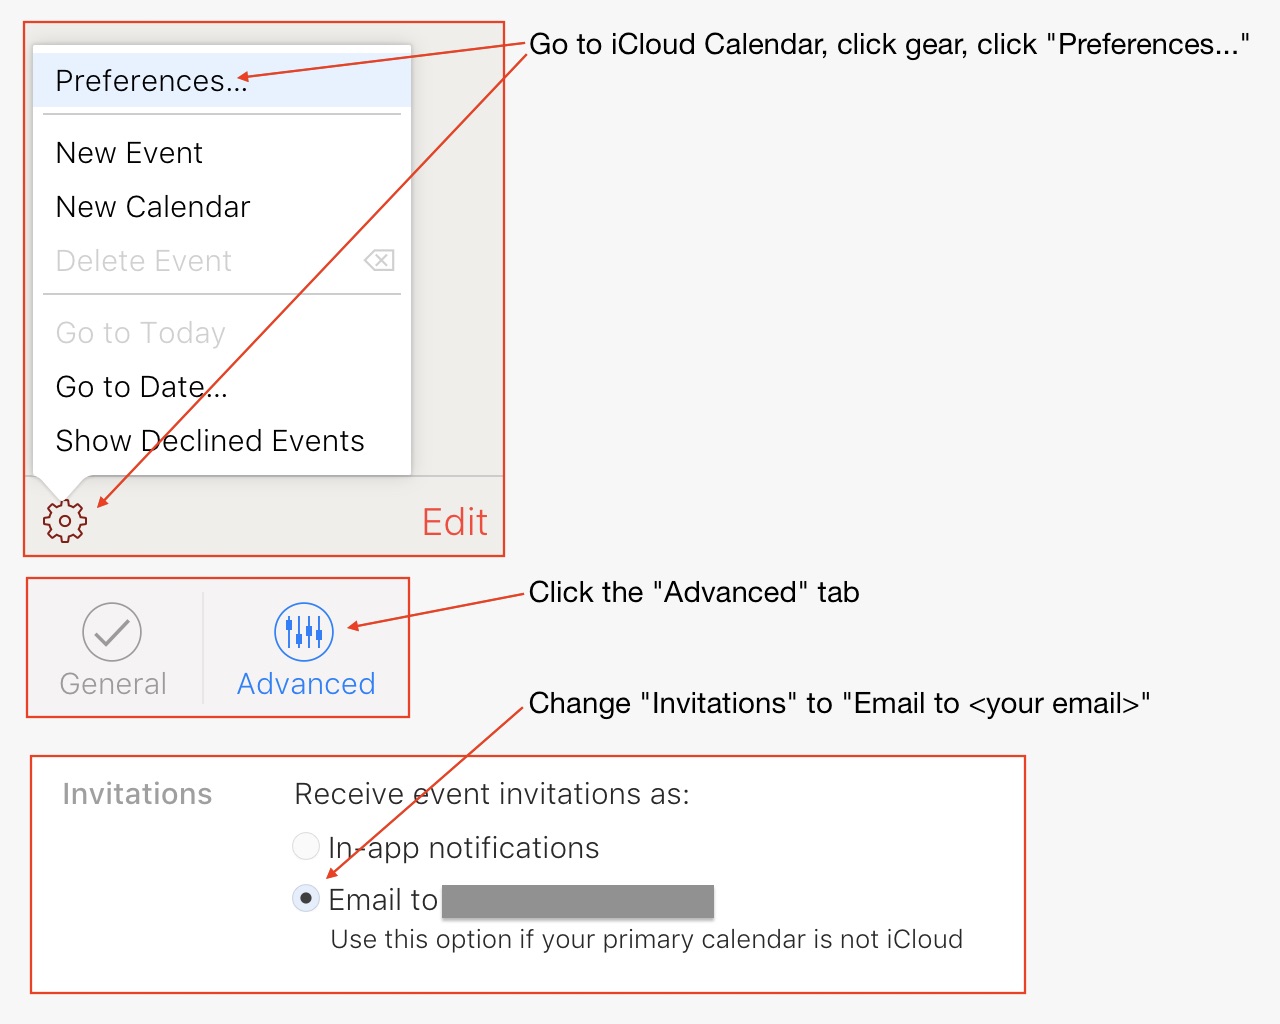 Go to iCloud Calendar, click gear, click "Preferences..."
Preferences...
New Event
New Calendar
Delete Event
Go to Today
Go to Date...
Show Declined Events
Edit
Click the "Advanced" tab
General
Advanced
Change "Invitations" to "Email to <your email>"
Invitations
Receive event invitations as:
In-app notifications
Email to
Use this option if your primary calendar is not iCloud